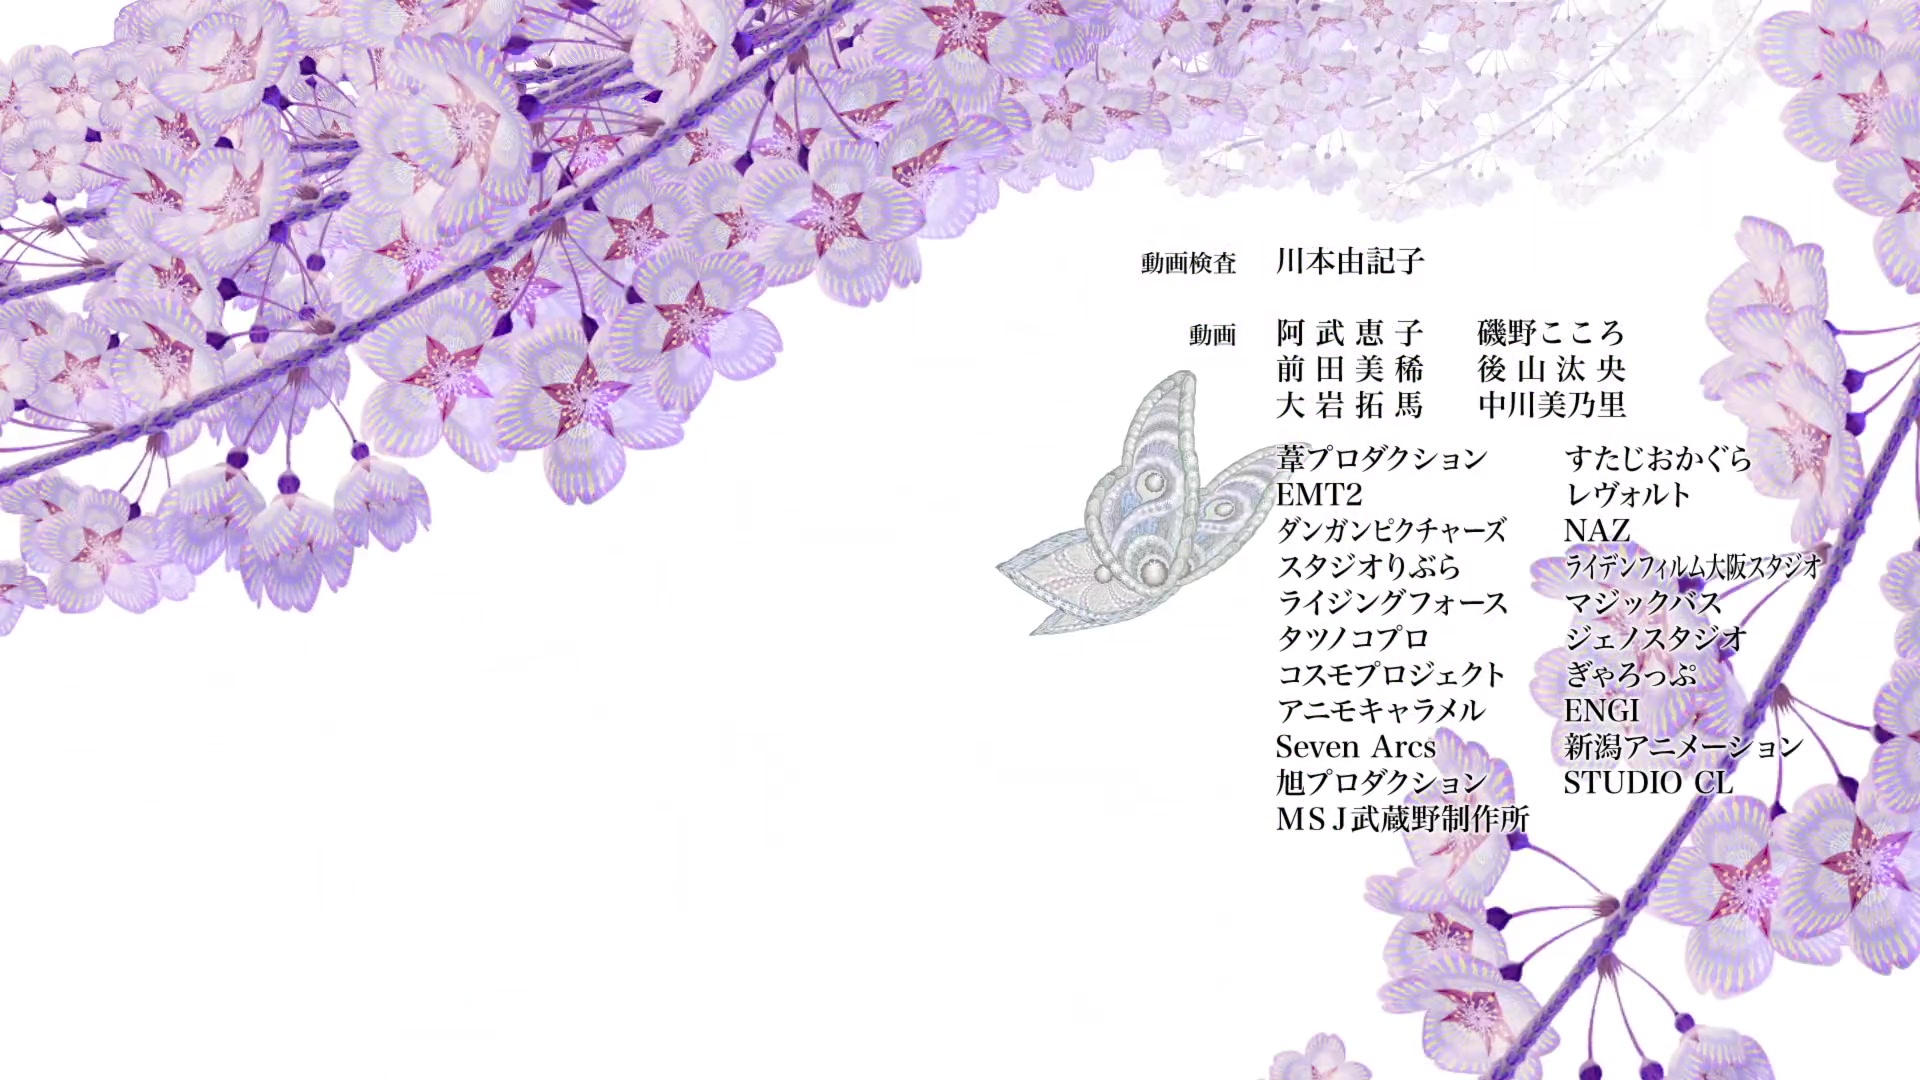 動画検査 川本由記子
動画 阿武恵子 磯野こころ
前田美稀 後山汰央
大岩拓馬 中川美乃里
葦プロダクション すたじおかぐら
EMT2 レヴォルト
ダンガンピクチャーズ NAZ
スタジオりぶら ライデンフィルム大阪スタジオ
ライジングフォース マジックバス
タツノコプロ ジェノスタジオ
コスモプロジェクト ぎゃろっぷ
アニモキャラメル ENGI
Seven Arcs 新潟アニメーション
旭プロダクション STUDIO CL
MSJ武蔵野制作所